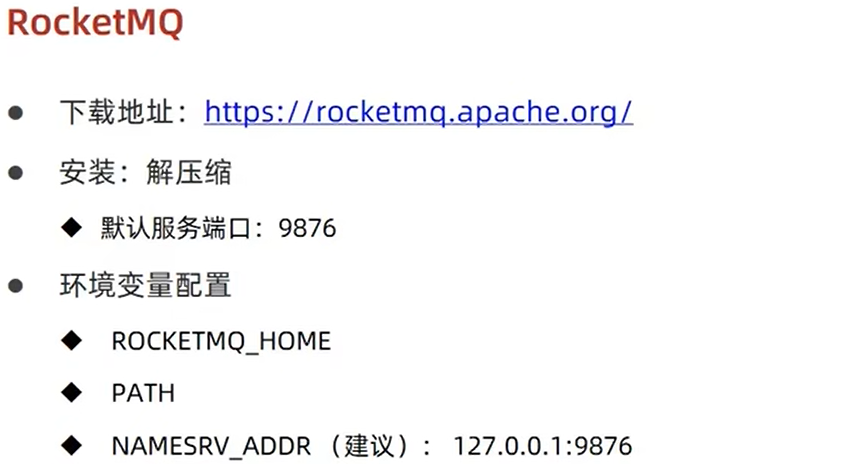 RocketMQ
● 下载地址：https://rocketmq.apache.org/
● 安装：解压缩
◆ 默认服务端口：9876
● 环境变量配置
◆ ROCKETMQ_HOME
◆ PATH
◆ NAMESRV_ADDR （建议）： 127.0.0.1:9876